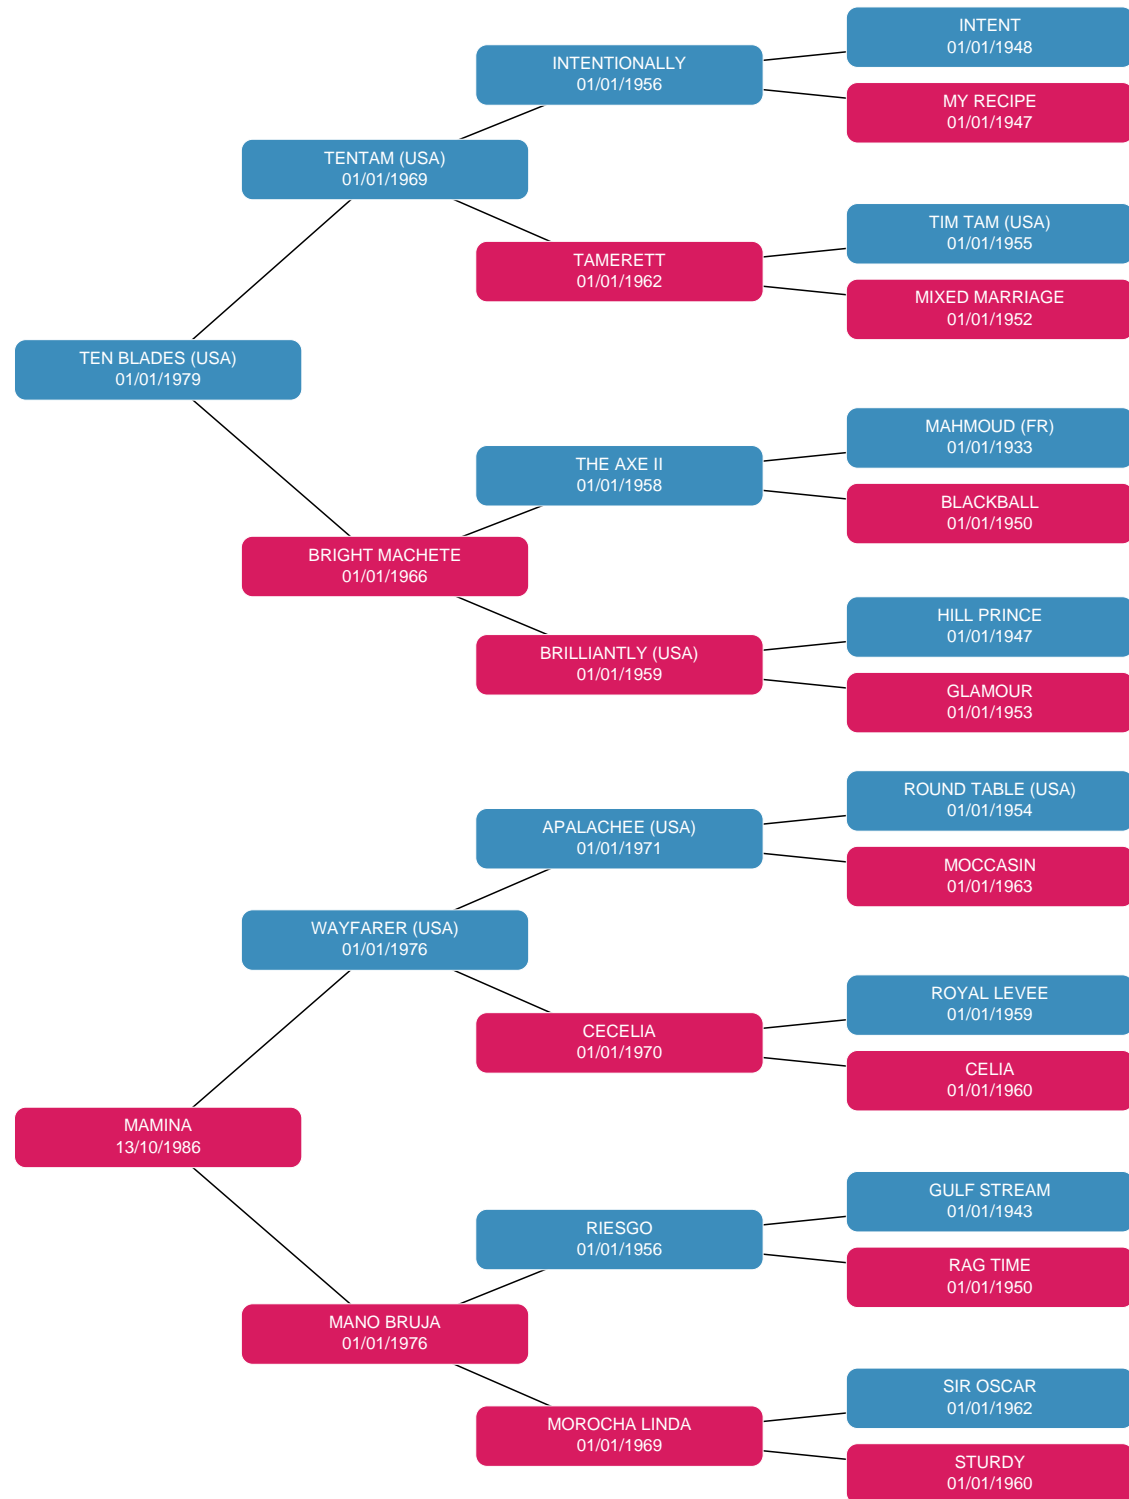 INTENT
01/01/1948
INTENTIONALLY
01/01/1956
MY RECIPE
01/01/1947
TENTAM (USA)
01/01/1969
TIM TAM (USA)
01/01/1955
TAMERETT
01/01/1962
MIXED MARRIAGE
01/01/1952
TEN BLADES (USA)
01/01/1979
MAHMOUD (FR)
01/01/1933
THE AXE II
01/01/1958
BLACKBALL
01/01/1950
BRIGHT MACHETE
01/01/1966
HILL PRINCE
01/01/1947
BRILLIANTLY (USA)
01/01/1959
GLAMOUR
01/01/1953
ROUND TABLE (USA)
01/01/1954
APALACHEE (USA)
01/01/1971
MOCCASIN
01/01/1963
WAYFARER (USA)
01/01/1976
ROYAL LEVEE
01/01/1959
CECELIA
01/01/1970
CELIA
01/01/1960
MAMINA
13/10/1986
GULF STREAM
01/01/1943
RIESGO
01/01/1956
RAG TIME
01/01/1950
MANO BRUJA
01/01/1976
SIR OSCAR
01/01/1962
MOROCHA LINDA
01/01/1969
STURDY
01/01/1960